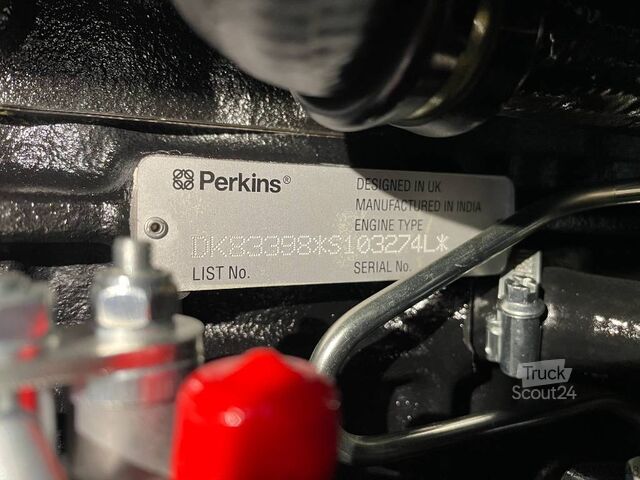 Perkins®
DESIGNED IN UK
MANUFACTURED IN INDIA
ENGINE TYPE
DK83398*S103274L*
LIST No.
SERIAL No.
Truck
Scout24